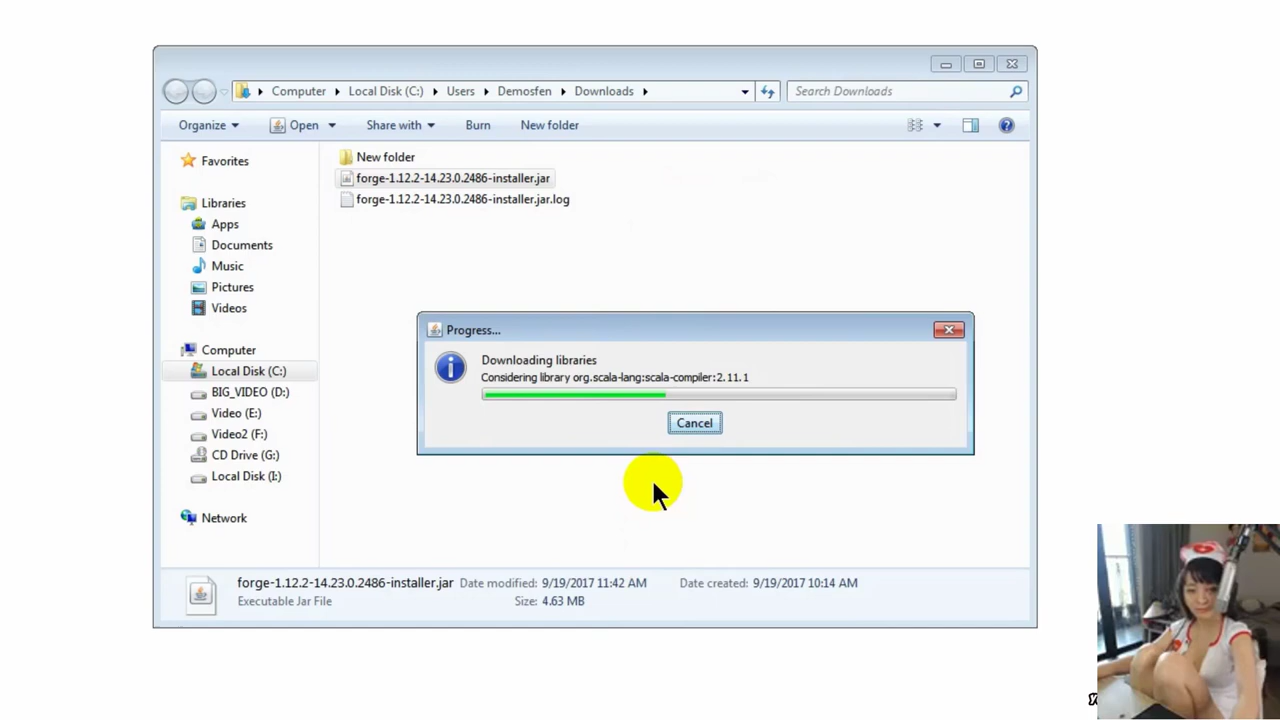 Computer Local Disk (C:) Users Demosfen Downloads
Search Downloads
Organize Open Share with Burn New folder
Favorites
Libraries
Apps
Documents
Music
Pictures
Videos
Computer
Local Disk (C:)
BIG_VIDEO (D:)
Video (E:)
Video2 (F:)
CD Drive (G:)
Local Disk (I:)
Network
New folder
forge-1.12.2-14.23.0.2486-installer.jar
forge-1.12.2-14.23.0.2486-installer.jar.log
Progress...
Downloading libraries
Considering library org.scala-lang:scala-compiler:2.11.1
Cancel
forge-1.12.2-14.23.0.2486-installer.jar Date modified: 9/19/2017 11:42 AM Date created: 9/19/2017 10:14 AM
Executable Jar File Size: 4.63 MB